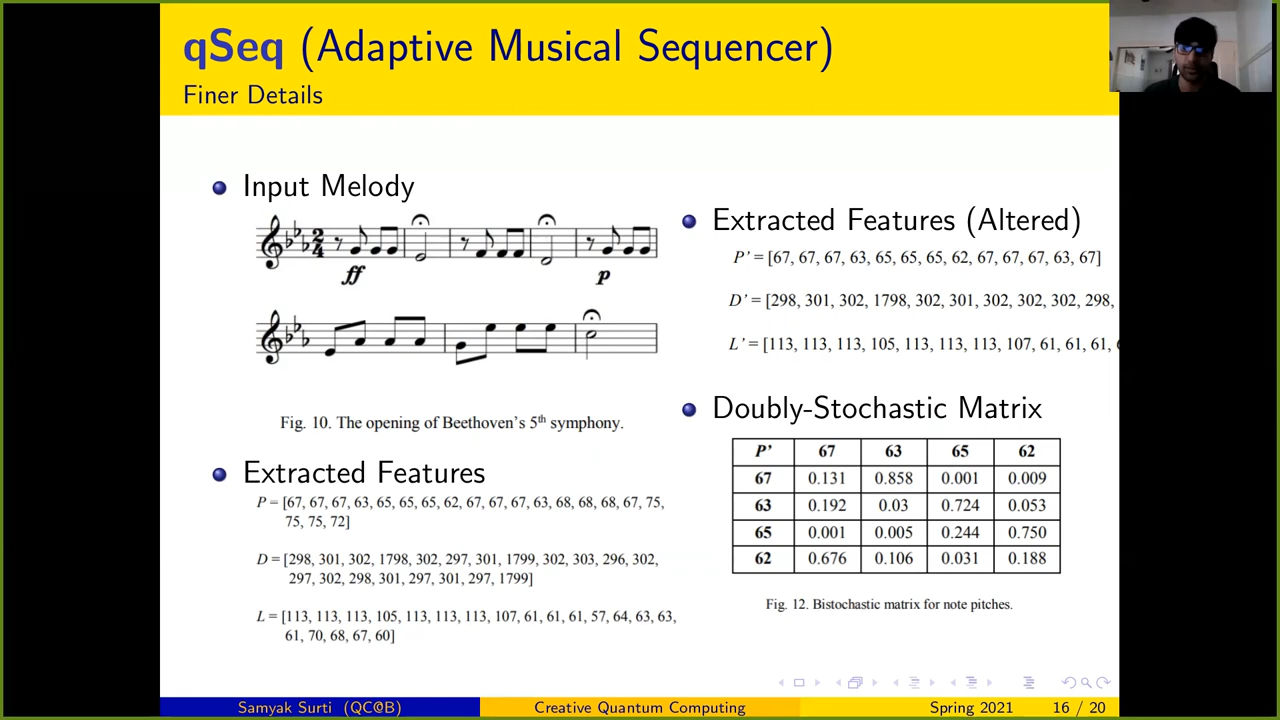 qSeq (Adaptive Musical Sequencer)
Finer Details
Input Melody
2
4
ff
p
Fig. 10. The opening of Beethoven's 5th symphony.
Extracted Features
P = [67, 67, 67, 63, 65, 65, 65, 62, 67, 67, 67, 63, 68, 68, 68, 67, 75,
75, 75, 72]
D = [298, 301, 302, 1798, 302, 297, 301, 1799, 302, 303, 296, 302,
297, 302, 298, 301, 297, 301, 297, 1799]
L = [113, 113, 113, 105, 113, 113, 113, 107, 61, 61, 61, 57, 64, 63, 63,
61, 70, 68, 67, 60]
Extracted Features (Altered)
P' = [67, 67, 67, 63, 65, 65, 65, 62, 67, 67, 67, 63, 67]
D' = [298, 301, 302, 1798, 302, 301, 302, 302, 302, 298,
L' = [113, 113, 113, 105, 113, 113, 113, 107, 61, 61, 61,
Doubly-Stochastic Matrix
P' 67 63 65 62
67 0.131 0.858 0.001 0.009
63 0.192 0.03 0.724 0.053
65 0.001 0.005 0.244 0.750
62 0.676 0.106 0.031 0.188
Fig. 12. Bistochastic matrix for note pitches.
Samyak Surti (QC@B) Creative Quantum Computing Spring 2021 16 / 20